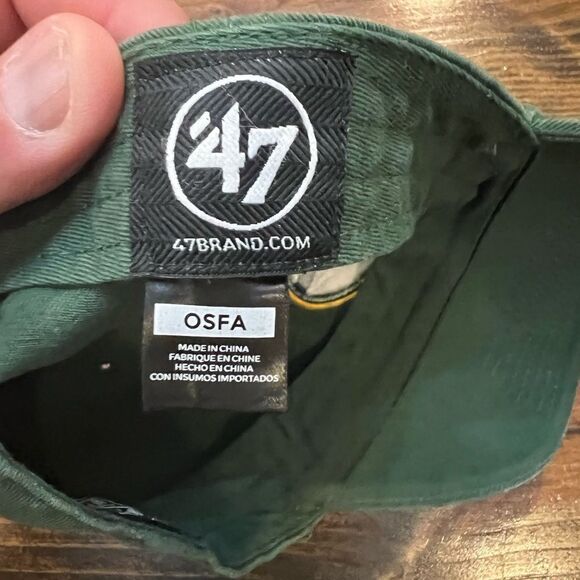 '47
47BRAND.COM
OSFA
MADE IN CHINA
FABRIQUE EN CHINE
HECHO EN CHINA
CON INSUMOS IMPORTADOS